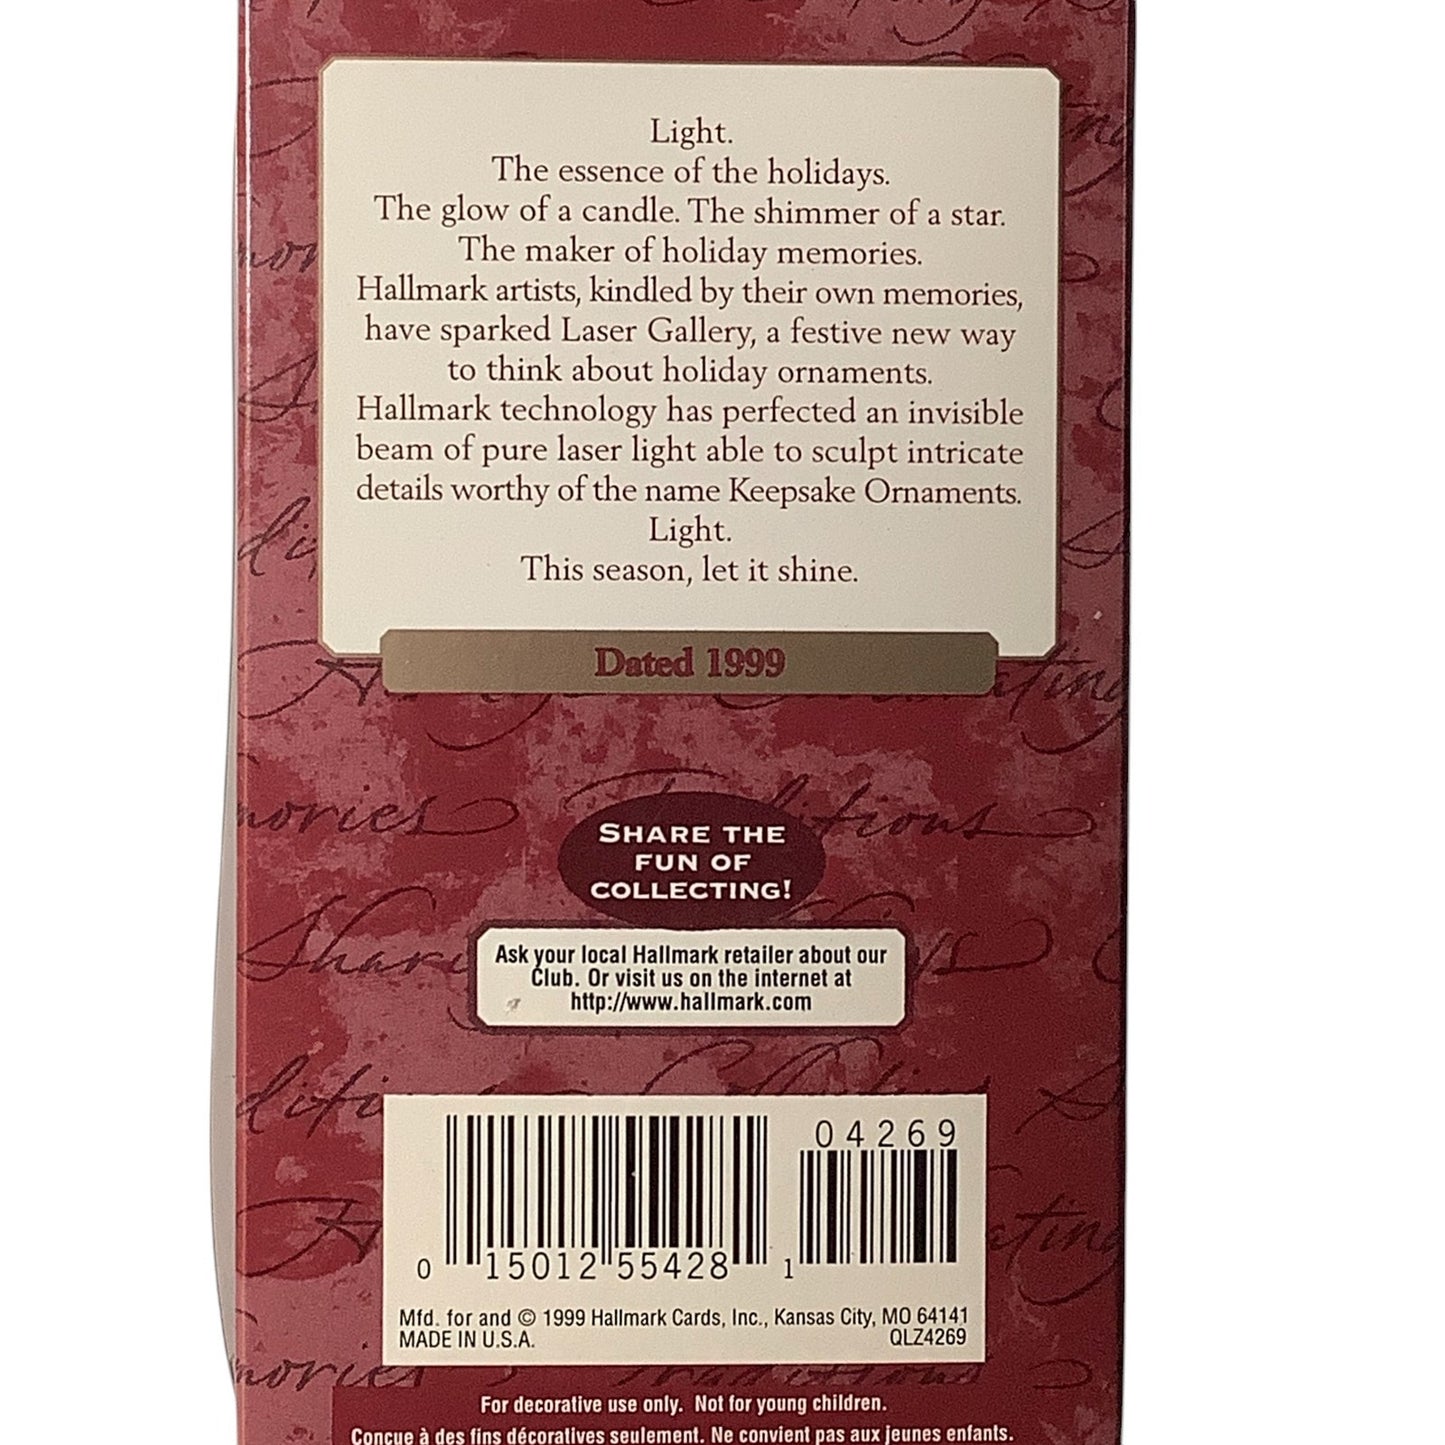 Light.
The essence of the holidays.
The glow of a candle. The shimmer of a star.
The maker of holiday memories.
Hallmark artists, kindled by their own memories,
have sparked Laser Gallery, a festive new way
to think about holiday ornaments.
Hallmark technology has perfected an invisible
beam of pure laser light able to sculpt intricate
details worthy of the name Keepsake Ornaments.
Light.
This season, let it shine.
Dated 1999
SHARE THE
FUN OF
COLLECTING!
Ask your local Hallmark retailer about our
Club. Or visit us on the internet at
http://www.hallmark.com
04269
0 15012 55428 1
Mfd. for and © 1999 Hallmark Cards, Inc., Kansas City, MO 64141
MADE IN U.S.A. QLZ4269
For decorative use only. Not for young children.
Conçue à des fins décoratives seulement. Ne convient pas aux jeunes enfants.